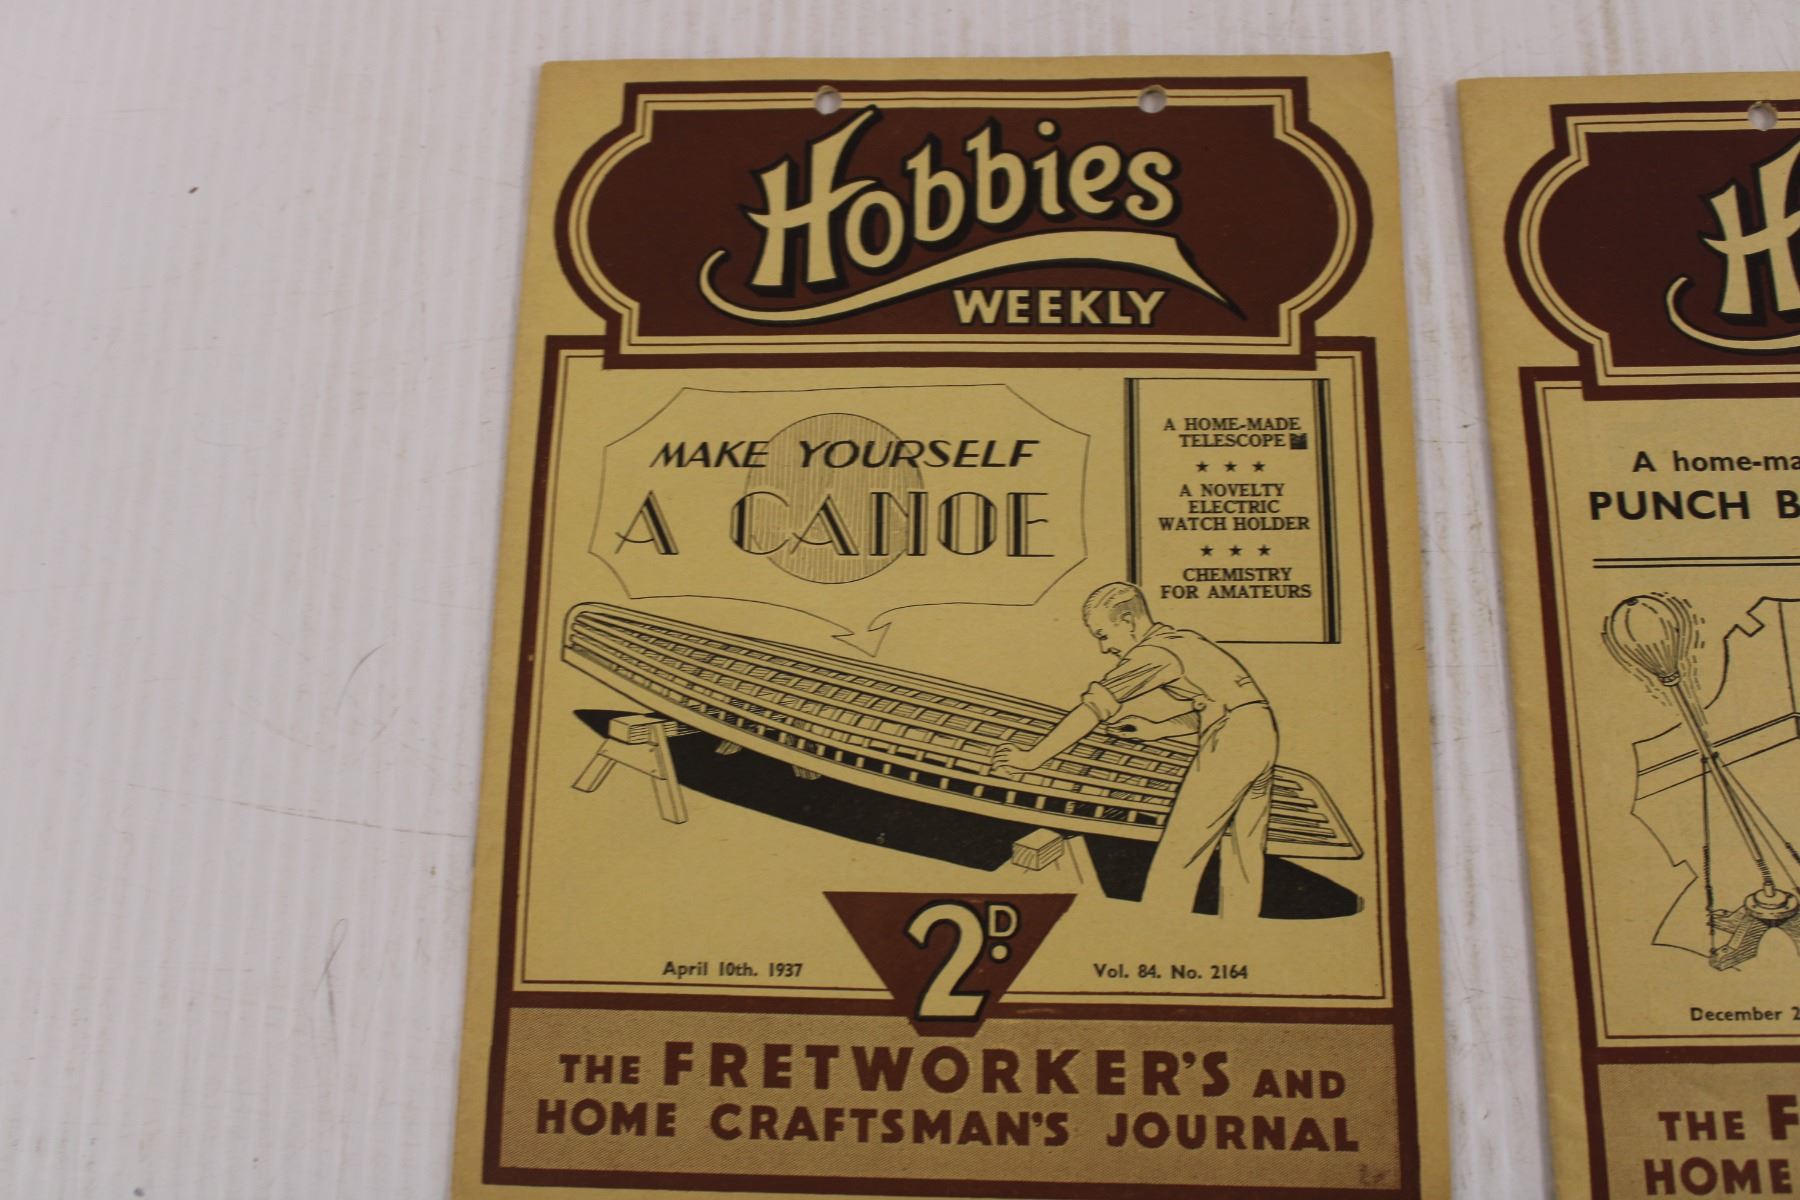 Hobbies
WEEKLY
MAKE YOURSELF
A CANOE
A HOME-MADE
TELESCOPE
★ ★ ★
A NOVELTY
ELECTRIC
WATCH HOLDER
★ ★ ★
CHEMISTRY
FOR AMATEURS
2D.
April 10th. 1937
Vol. 84. No. 2164
THE FRETWORKER'S AND
HOME CRAFTSMAN'S JOURNAL
A home-ma
PUNCH B
December 2
THE F
HOME